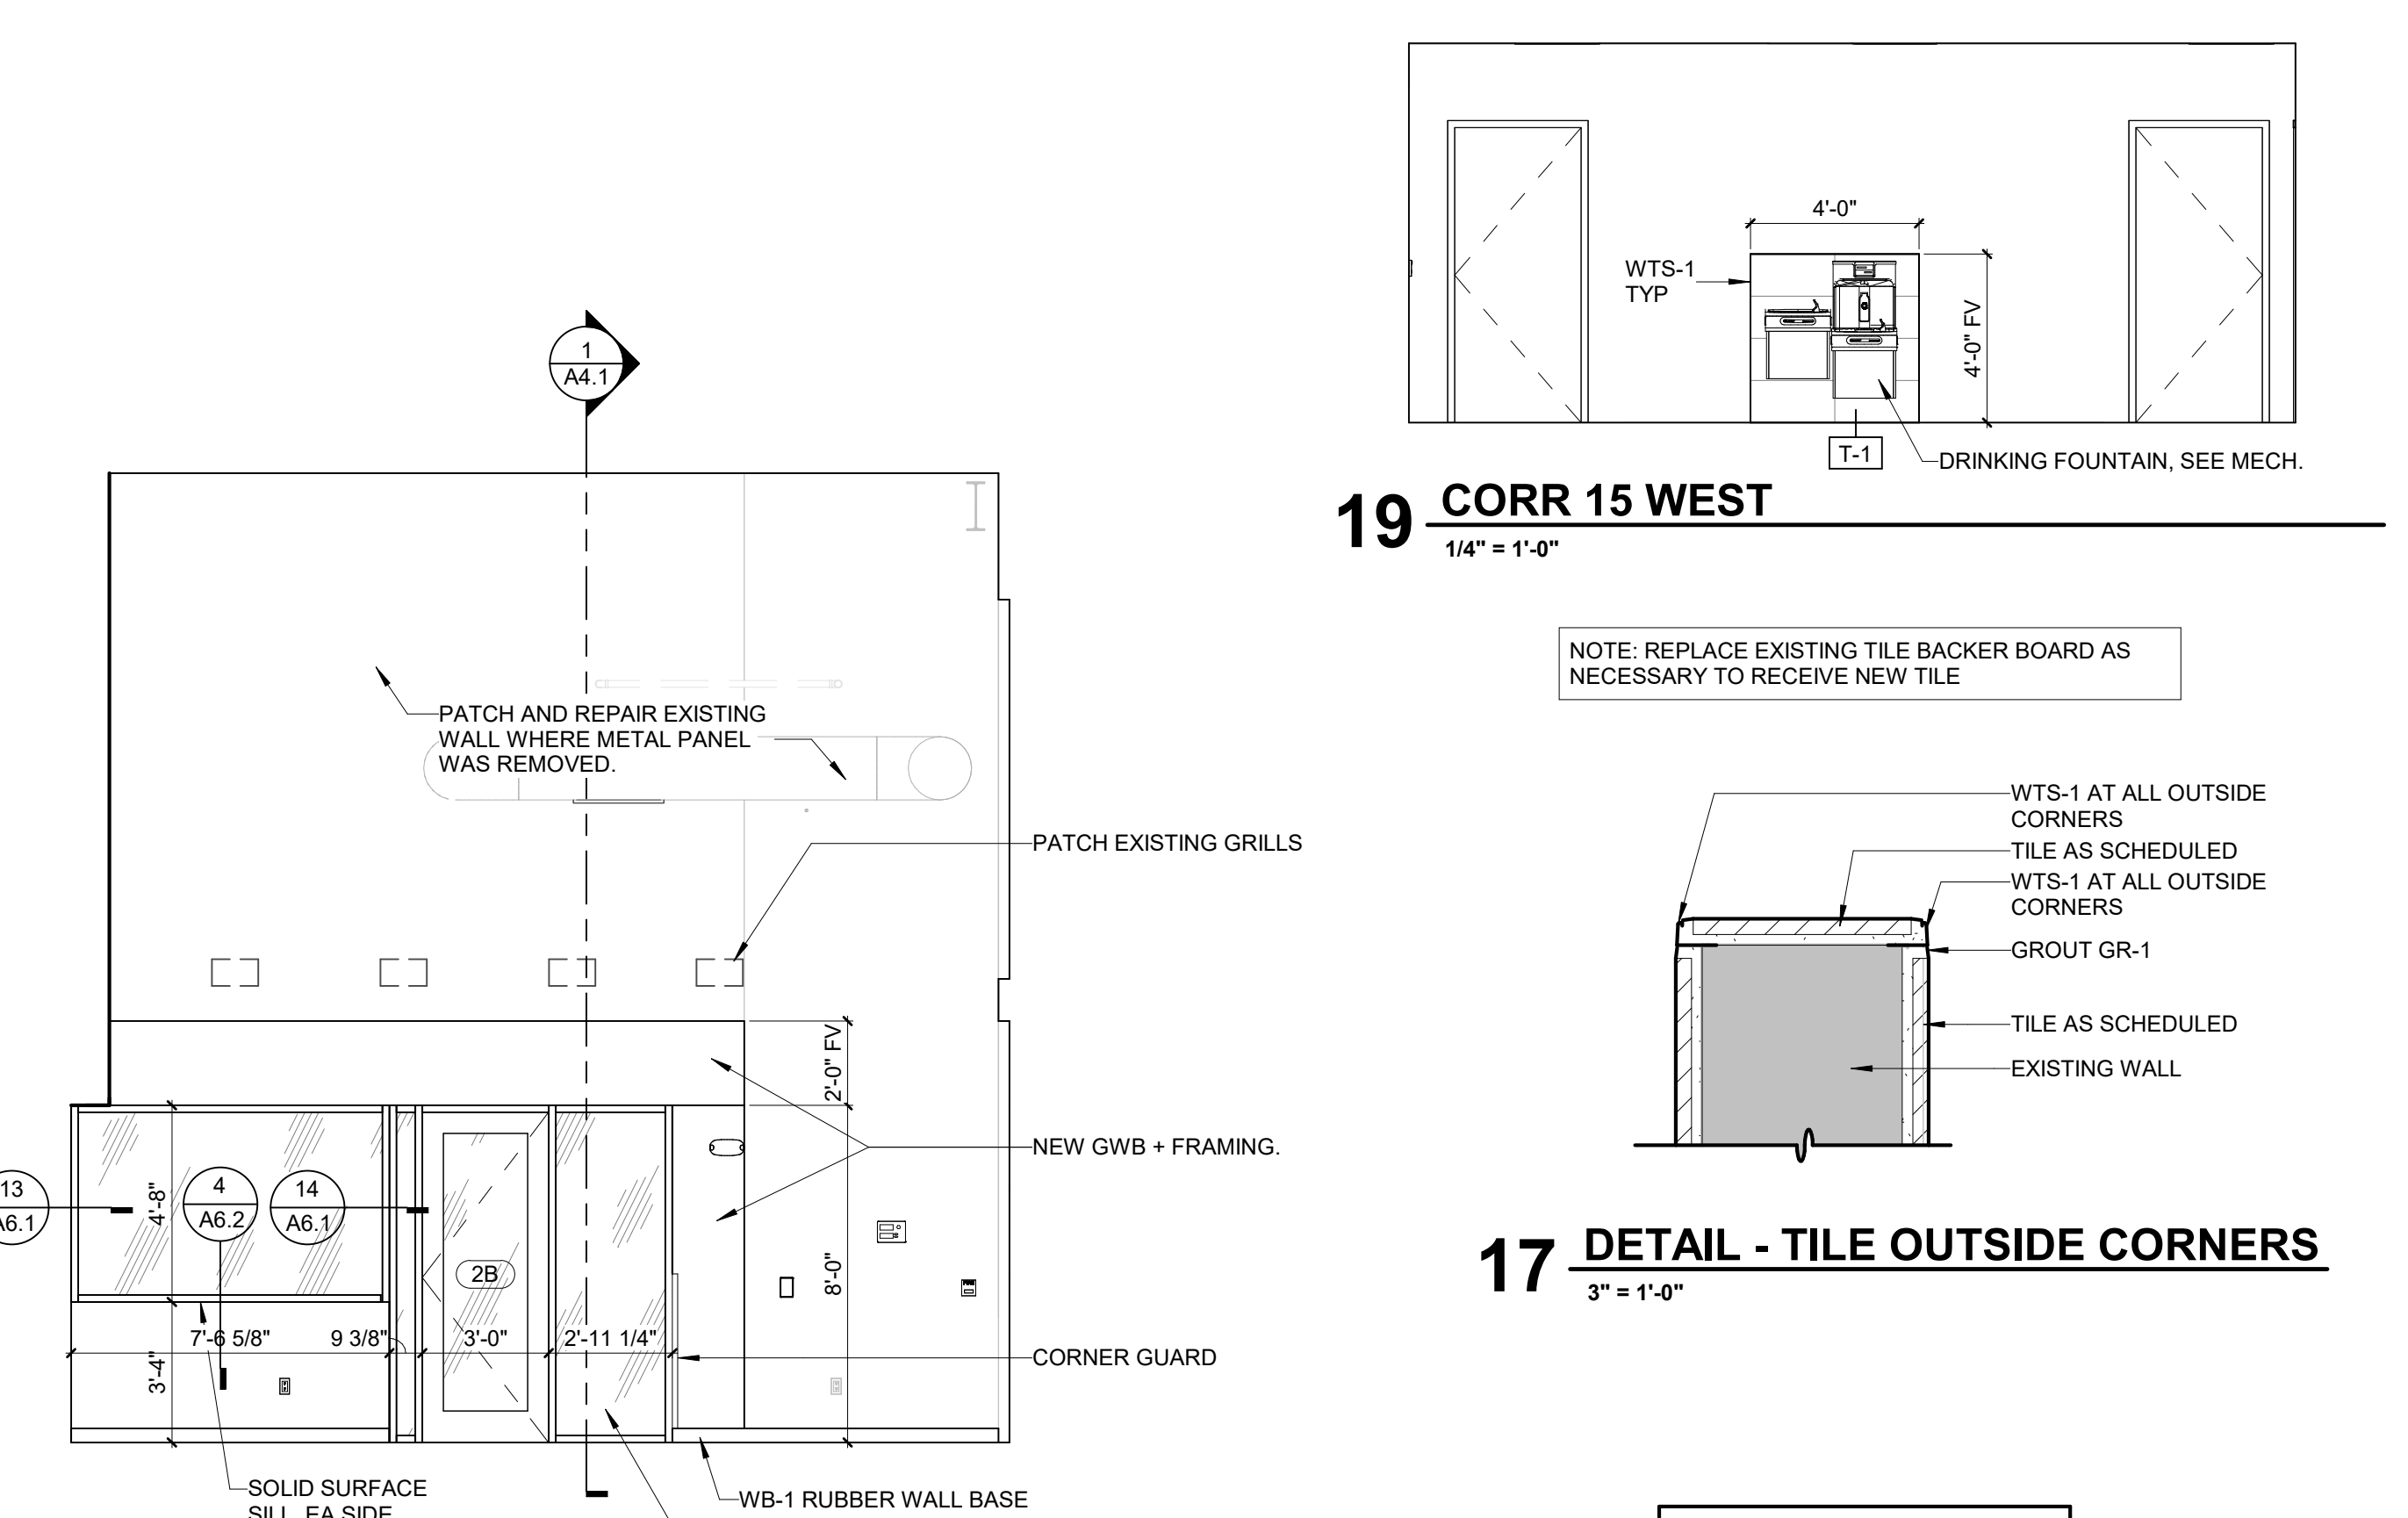 4'-0"
WTS-1
TYP
4'-0" FV
T-1
DRINKING FOUNTAIN, SEE MECH.
19 CORR 15 WEST
1/4" = 1'-0"
1
A4.1
PATCH AND REPAIR EXISTING
WALL WHERE METAL PANEL
WAS REMOVED.
PATCH EXISTING GRILLS
2'-0" FV
NEW GWB + FRAMING.
13
A6.1
4'-8"
4
A6.2
14
A6.1
2B
8'-0"
7'-6 5/8"
9 3/8"
3'-0"
2'-11 1/4"
3'-4"
CORNER GUARD
SOLID SURFACE
SILL, EA SIDE
WB-1 RUBBER WALL BASE
NOTE: REPLACE EXISTING TILE BACKER BOARD AS
NECESSARY TO RECEIVE NEW TILE
WTS-1 AT ALL OUTSIDE
CORNERS
TILE AS SCHEDULED
WTS-1 AT ALL OUTSIDE
CORNERS
GROUT GR-1
TILE AS SCHEDULED
EXISTING WALL
17 DETAIL - TILE OUTSIDE CORNERS
3" = 1'-0"